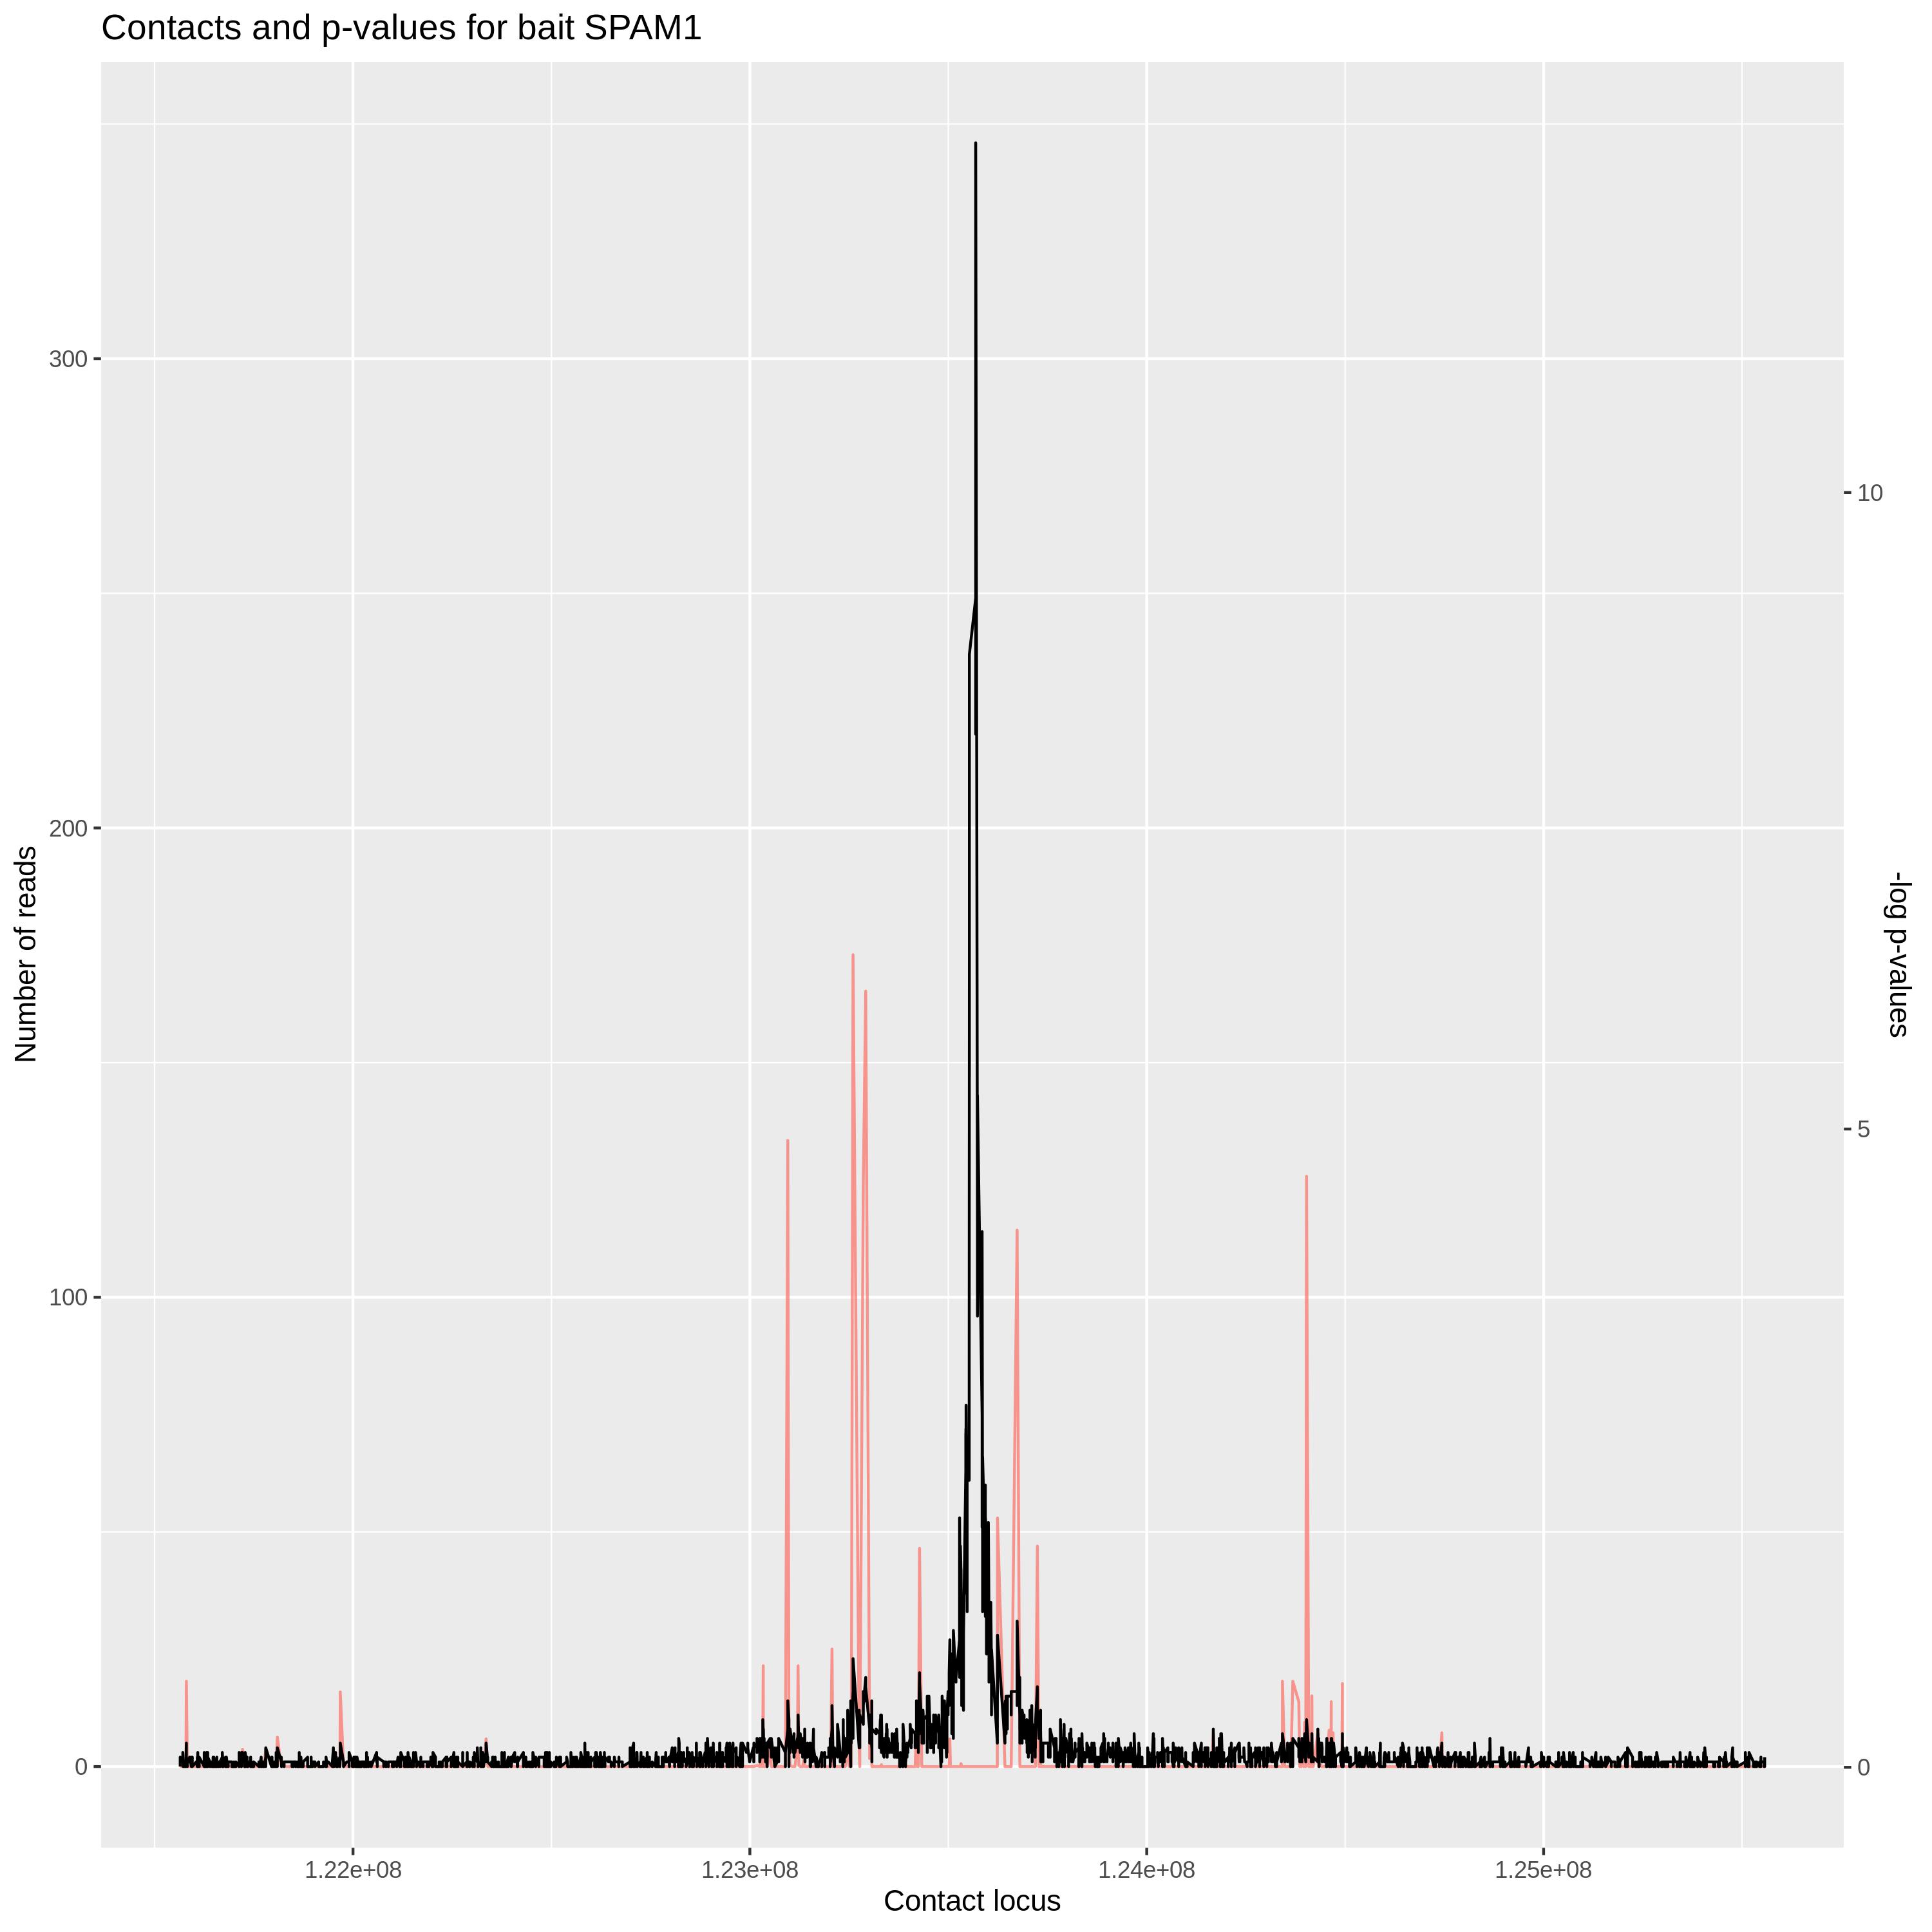 Contacts and p-values for bait SPAM1
300
200
100
0
Number of reads
10
5
0
-log p-values
1.22e+08
1.23e+08
1.24e+08
1.25e+08
Contact locus